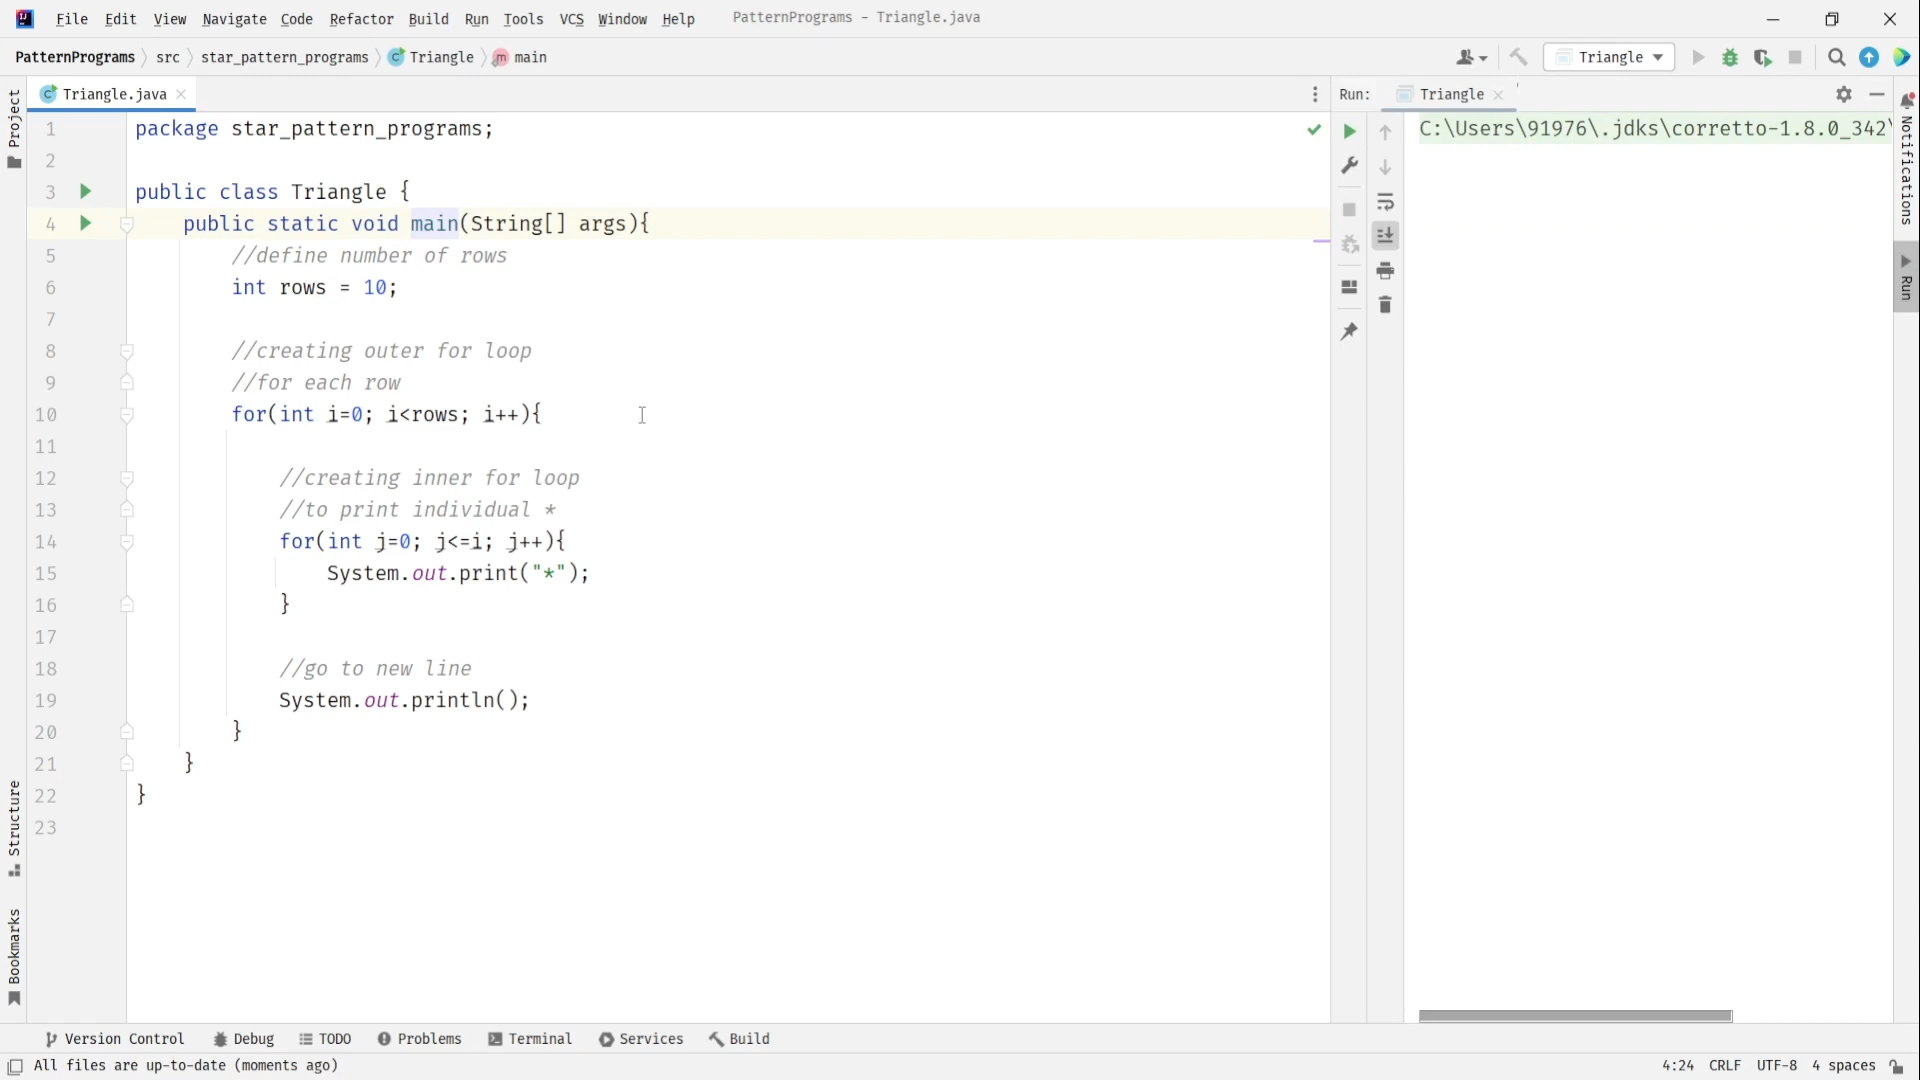 File Edit View Navigate Code Refactor Build Run Tools VCS Window Help PatternPrograms - Triangle.java
PatternPrograms src star_pattern_programs Triangle main Triangle
Project
Triangle.java
Run: Triangle
1 package star_pattern_programs;
2
3 public class Triangle {
4 public static void main(String[] args){
5 //define number of rows
6 int rows = 10;
7
8 //creating outer for loop
9 //for each row
10 for(int i=0; i<rows; i++){
11
12 //creating inner for loop
13 //to print individual *
14 for(int j=0; j<=i; j++){
15 System.out.print("*");
16 }
17
18 //go to new line
19 System.out.println();
20 }
21 }
22 }
23
C:\Users\91976\.jdks\corretto-1.8.0_342\
Notifications
Run
Structure
Bookmarks
Version Control Debug TODO Problems Terminal Services Build
All files are up-to-date (moments ago) 4:24 CRLF UTF-8 4 spaces